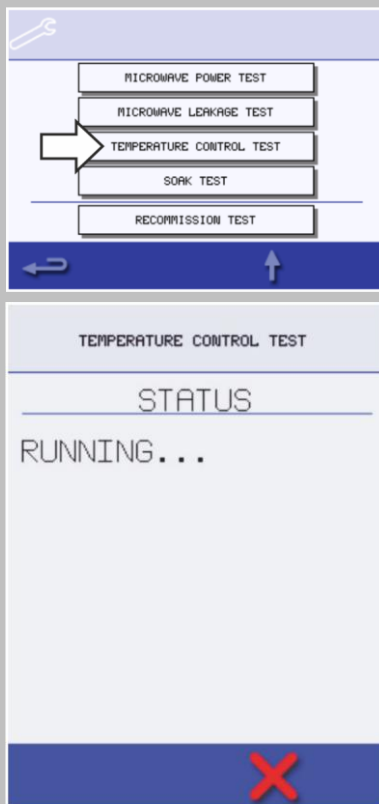 MICROWAVE POWER TEST
MICROWAVE LEAKAGE TEST
TEMPERATURE CONTROL TEST
SOAK TEST
RECOMMISSION TEST
TEMPERATURE CONTROL TEST
STATUS
RUNNING...